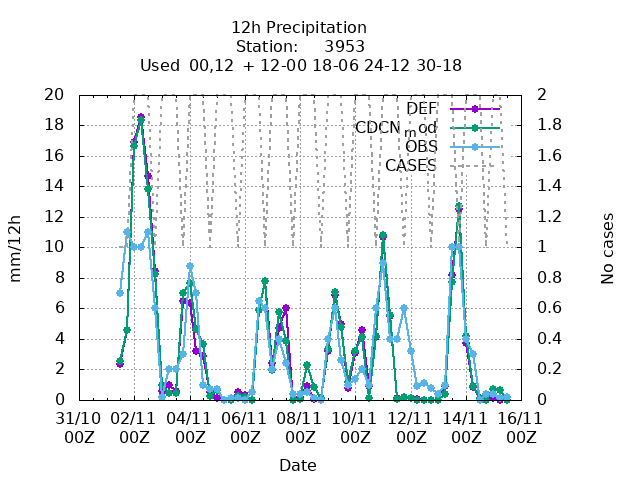 12h Precipitation
Station: 3953
Used 00,12 + 12-00 18-06 24-12 30-18
20 2
18 1.8
16 1.6
14 1.4
12 1.2
10 1
8 0.8
6 0.6
4 0.4
2 0.2
0 0
mm/12h
No cases
DEF
CDCN mod
OBS
CASES
31/10 02/11 04/11 06/11 08/11 10/11 12/11 14/11 16/11
00Z 00Z 00Z 00Z 00Z 00Z 00Z 00Z 00Z
Date